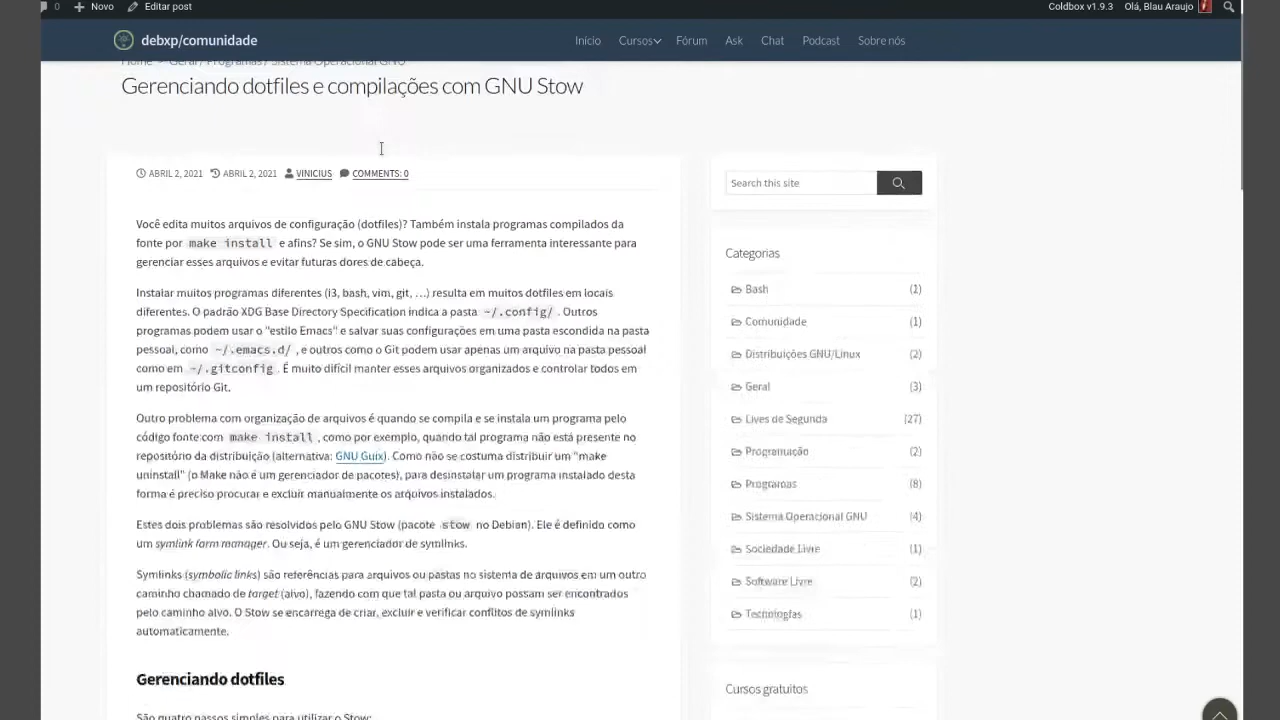 0 Novo Editar post Coldbox v1.9.3 Olá, Blau Araujo
debxp/comunidade Início Cursos Fórum Ask Chat Podcast Sobre nós
Home > Geral / Programas / Sistema Operacional GNU
Gerenciando dotfiles e compilações com GNU Stow
ABRIL 2, 2021 ABRIL 2, 2021 VINICIUS COMMENTS: 0
Você edita muitos arquivos de configuração (dotfiles)? Também instala programas compilados da
fonte por make install e afins? Se sim, o GNU Stow pode ser uma ferramenta interessante para
gerenciar esses arquivos e evitar futuras dores de cabeça.
Instalar muitos programas diferentes (i3, bash, vim, git, ...) resulta em muitos dotfiles em locais
diferentes. O padrão XDG Base Directory Specification indica a pasta ~/.config/ . Outros
programas podem usar o "estilo Emacs" e salvar suas configurações em uma pasta escondida na pasta
pessoal, como ~/.emacs.d/ , e outros como o Git podem usar apenas um arquivo na pasta pessoal
como em ~/.gitconfig . É muito difícil manter esses arquivos organizados e controlar todos em
um repositório Git.
Outro problema com organização de arquivos é quando se compila e se instala um programa pelo
código fonte com make install , como por exemplo, quando tal programa não está presente no
repositório da distribuição (alternativa: GNU Guix). Como não se costuma distribuir um "make
uninstall" (o Make não é um gerenciador de pacotes), para desinstalar um programa instalado desta
forma é preciso procurar e excluir manualmente os arquivos instalados.
Estes dois problemas são resolvidos pelo GNU Stow (pacote stow no Debian). Ele é definido como
um symlink farm manager. Ou seja, é um gerenciador de symlinks.
Symlinks (symbolic links) são referências para arquivos ou pastas no sistema de arquivos em um outro
caminho chamado de target (alvo), fazendo com que tal pasta ou arquivo possam ser encontrados
pelo caminho alvo. O Stow se encarrega de criar, excluir e verificar conflitos de symlinks
automaticamente.
Gerenciando dotfiles
São quatro passos simples para utilizar o Stow:
Search this site
Categorias
Bash (1)
Comunidade (1)
Distribuições GNU/Linux (2)
Geral (3)
Lives de Segunda (27)
Programação (2)
Programas (8)
Sistema Operacional GNU (4)
Sociedade Livre (1)
Software Livre (2)
Tecnologias (1)
Cursos gratuitos